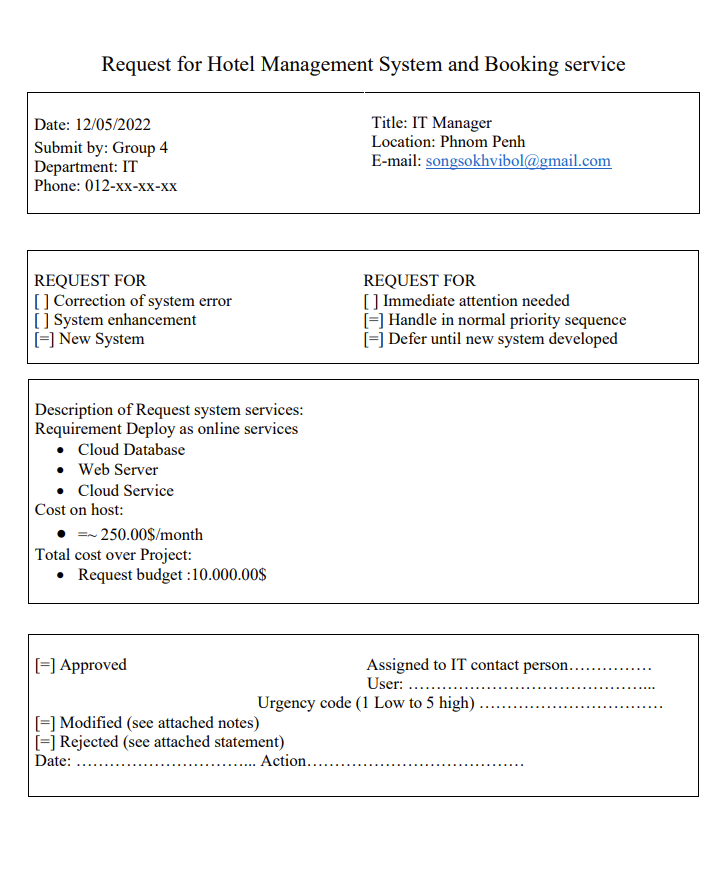 Request for Hotel Management System and Booking service
Date: 12/05/2022
Submit by: Group 4
Department: IT
Phone: 012-xx-xx-xx
Title: IT Manager
Location: Phnom Penh
E-mail: songsokhvibol@gmail.com
REQUEST FOR
[ ] Correction of system error
[ ] System enhancement
[=] New System
REQUEST FOR
[ ] Immediate attention needed
[=] Handle in normal priority sequence
[=] Defer until new system developed
Description of Request system services:
Requirement Deploy as online services
• Cloud Database
• Web Server
• Cloud Service
Cost on host:
• =~ 250.00$/month
Total cost over Project:
• Request budget :10.000.00$
[=] Approved
Assigned to IT contact person……………
User: …………………………………...
Urgency code (1 Low to 5 high) ……………………………
[=] Modified (see attached notes)
[=] Rejected (see attached statement)
Date: ………………………….. Action…………………………………